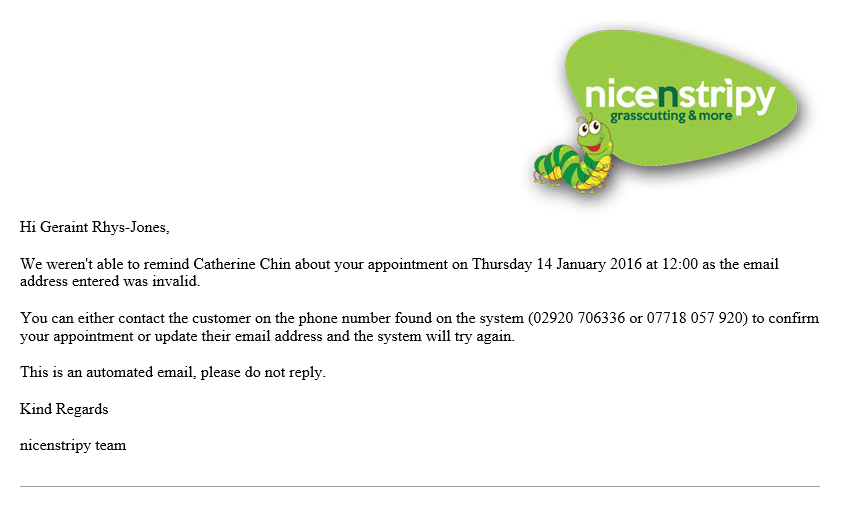 nicenstripy
grasscutting & more
Hi Geraint Rhys-Jones,
We weren't able to remind Catherine Chin about your appointment on Thursday 14 January 2016 at 12:00 as the email
address entered was invalid.
You can either contact the customer on the phone number found on the system (02920 706336 or 07718 057 920) to confirm
your appointment or update their email address and the system will try again.
This is an automated email, please do not reply.
Kind Regards
nicenstripy team